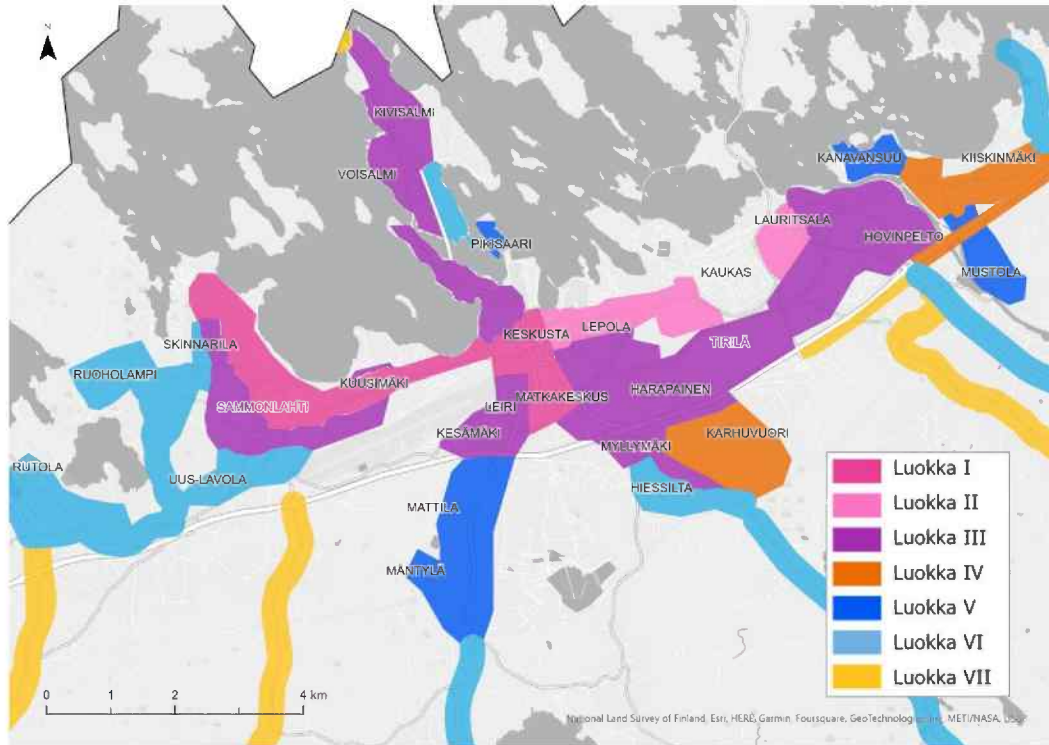 N
KIVISALMI
VOISALMI
PIKISAARI
KANAVANSUU
KIISKINMÄKI
LAURITSALA
HOVINPELTO
KAUKAS
MUSTOLA
SKINNARILA
KESKUSTA
LEPOLA
TIRILÄ
RUOHOLAMPI
KUUSIMÄKI
SAMMONLAHTI
LEIRI
MATKAKESKUS
HARAPAINEN
KESÄMÄKI
MYLLYMÄKI
KARHUVUORI
RUTOLA
UUS-LAVOLA
HIESSILTA
MATTILA
MÄNTYLÄ
Luokka I
Luokka II
Luokka III
Luokka IV
Luokka V
Luokka VI
Luokka VII
0 1 2 4 km
National Land Survey of Finland, Esri, HERE, Garmin, Foursquare, METI/NASA,